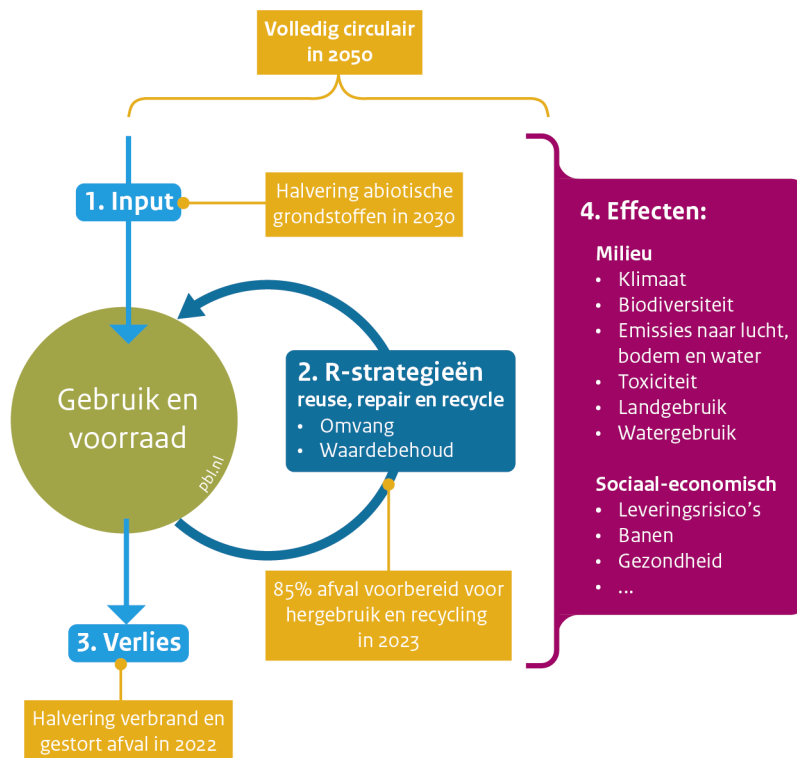 Volledig circulair
in 2050
1. Input
Halvering abiotische
grondstoffen in 2030
Gebruik en
voorraad
pbl.nl
2. R-strategieën
reuse, repair en recycle
• Omvang
• Waardebehoud
85% afval voorbereid voor
hergebruik en recycling
in 2023
3. Verlies
Halvering verbrand en
gestort afval in 2022
4. Effecten:
Milieu
• Klimaat
• Biodiversiteit
• Emissies naar lucht,
bodem en water
• Toxiciteit
• Landgebruik
• Watergebruik
Sociaal-economisch
• Leveringsrisico’s
• Banen
• Gezondheid
• ...